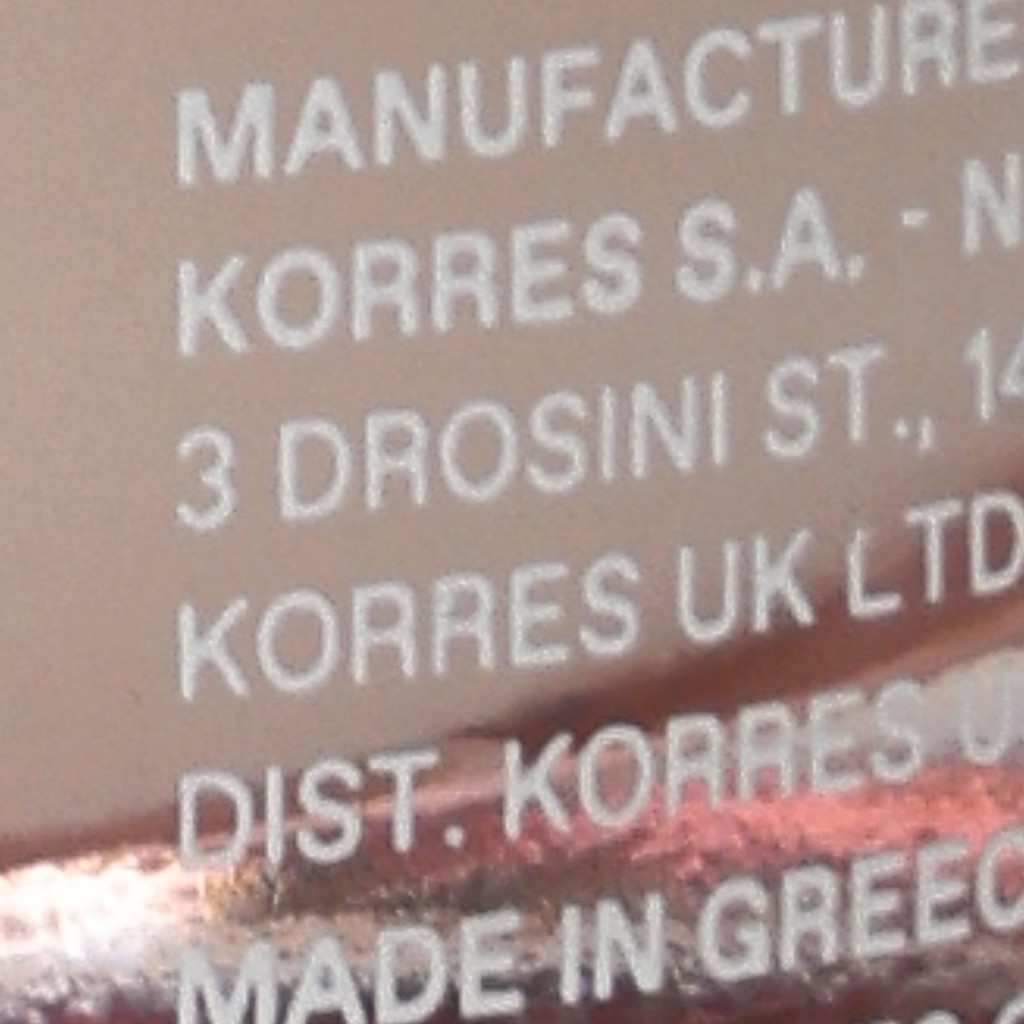 MANUFACTURE
KORRES S.A. - N
3 DROSINI ST., 14
KORRES UK LTD
DIST. KORRES U
MADE IN GREEC